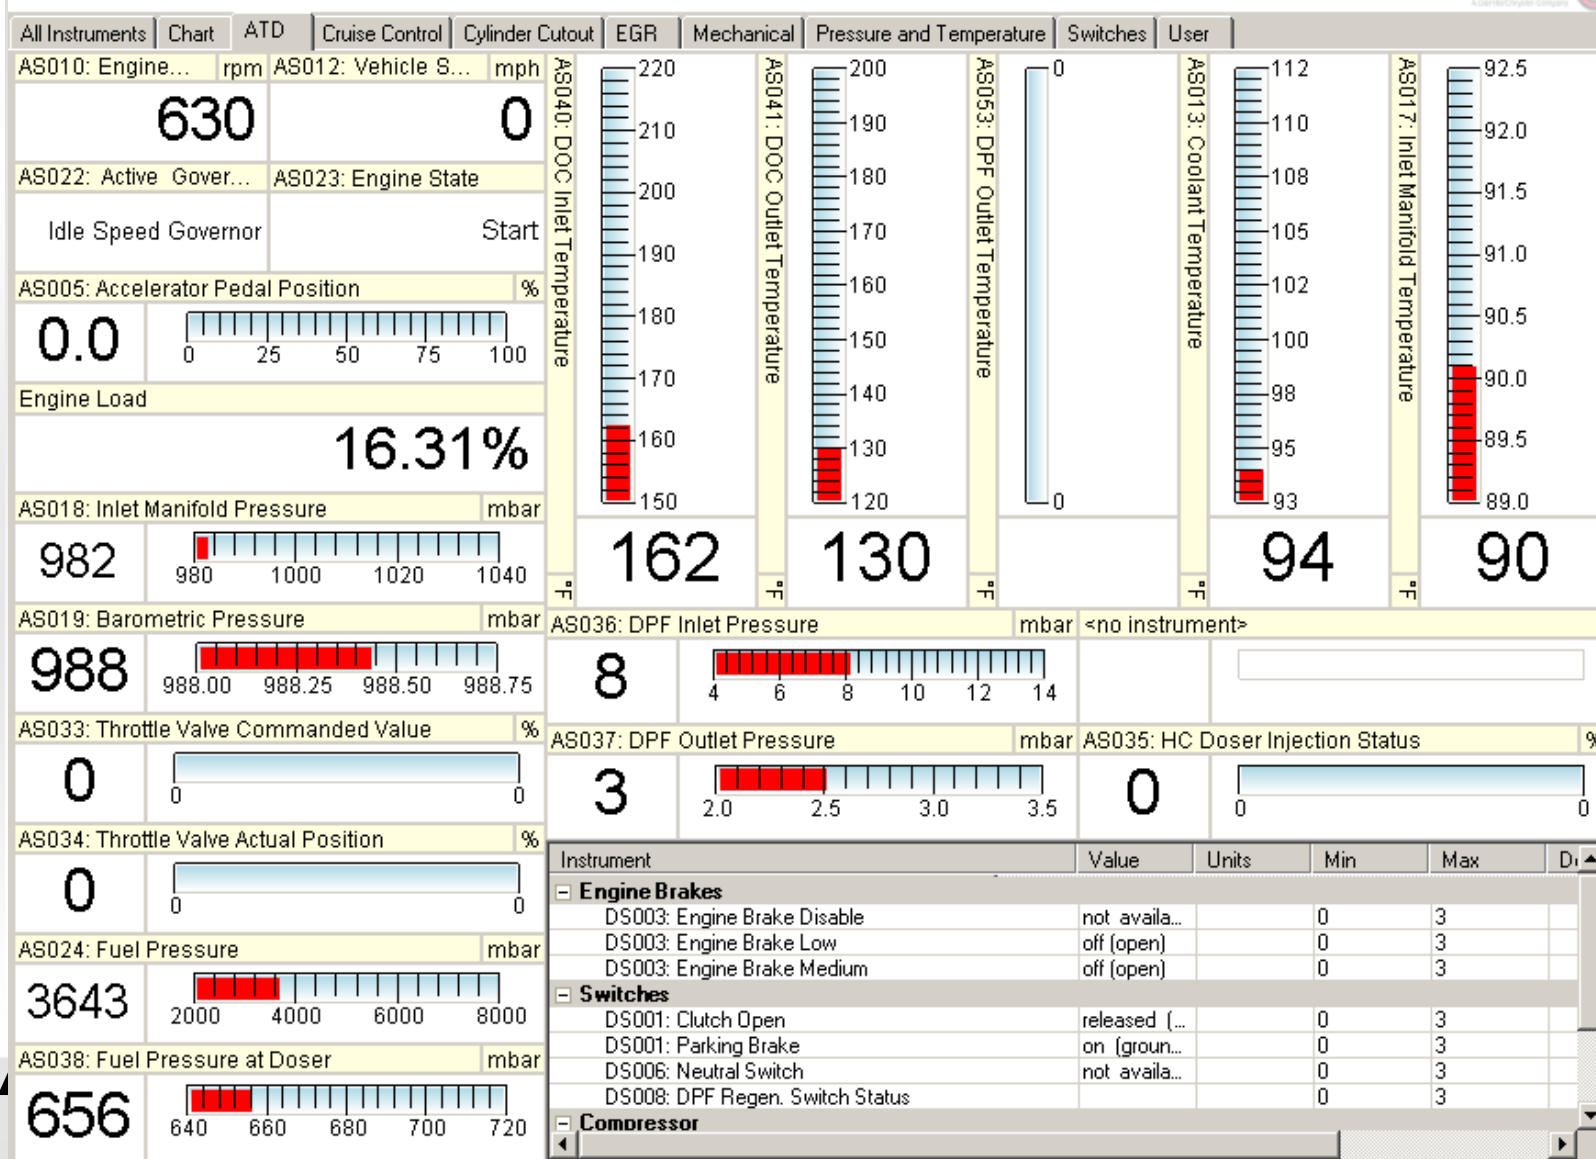 A DaimlerChrysler Company
All Instruments Chart ATD Cruise Control Cylinder Cutout EGR Mechanical Pressure and Temperature Switches User
AS010: Engine... rpm AS012: Vehicle S... mph
630 0
AS022: Active Gover... AS023: Engine State
Idle Speed Governor Start
AS005: Accelerator Pedal Position %
0.0
0 25 50 75 100
Engine Load
16.31%
AS018: Inlet Manifold Pressure mbar
982
980 1000 1020 1040
AS019: Barometric Pressure mbar
988
988.00 988.25 988.50 988.75
AS033: Throttle Valve Commanded Value %
0
0 0
AS034: Throttle Valve Actual Position %
0
0 0
AS024: Fuel Pressure mbar
3643
2000 4000 6000 8000
AS038: Fuel Pressure at Doser mbar
656
640 660 680 700 720
AS040: DOC Inlet Temperature °F
220
210
200
190
180
170
160
150
162
AS041: DOC Outlet Temperature °F
200
190
180
170
160
150
140
130
120
130
AS053: DPF Outlet Temperature °F
0
0
AS013: Coolant Temperature °F
112
110
108
105
102
100
98
95
93
94
AS017: Inlet Manifold Temperature °F
92.5
92.0
91.5
91.0
90.5
90.0
89.5
89.0
90
AS036: DPF Inlet Pressure mbar <no instrument>
8
4 6 8 10 12 14
AS037: DPF Outlet Pressure mbar AS035: HC Doser Injection Status %
3
2.0 2.5 3.0 3.5
0
0 0
Instrument Value Units Min Max D
Engine Brakes
DS003: Engine Brake Disable not availa... 0 3
DS003: Engine Brake Low off (open) 0 3
DS003: Engine Brake Medium off (open) 0 3
Switches
DS001: Clutch Open released (... 0 3
DS001: Parking Brake on (groun... 0 3
DS006: Neutral Switch not availa... 0 3
DS008: DPF Regen. Switch Status 0 3
Compressor